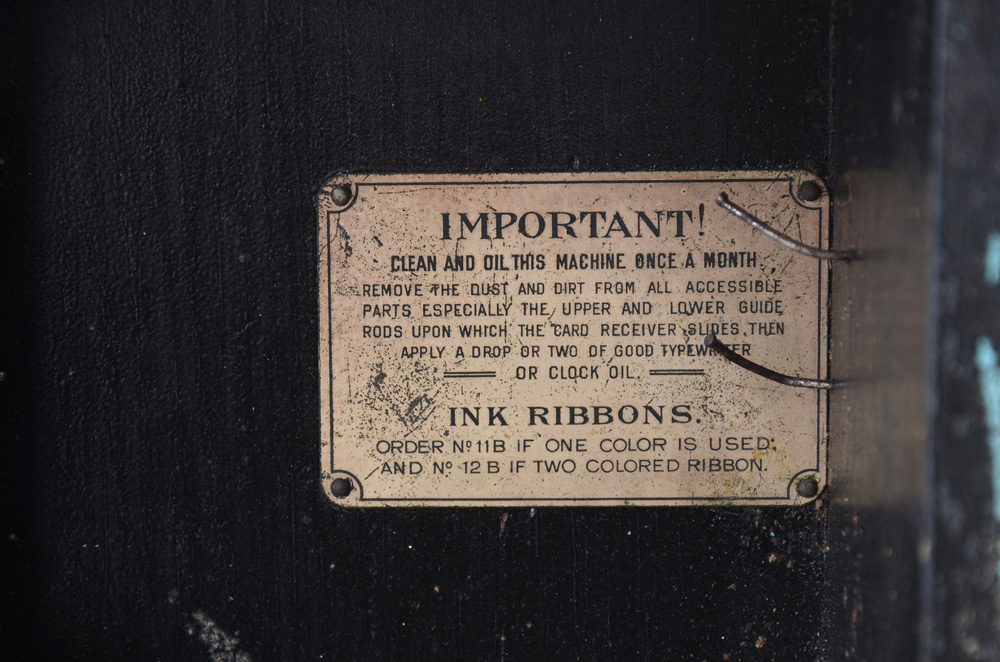 IMPORTANT!
CLEAN AND OIL THIS MACHINE ONCE A MONTH.
REMOVE THE DUST AND DIRT FROM ALL ACCESSIBLE
PARTS ESPECIALLY THE UPPER AND LOWER GUIDE
RODS UPON WHICH THE CARD RECEIVER SLIDES, THEN
APPLY A DROP OR TWO OF GOOD TYPEWRITER
OR CLOCK OIL.
INK RIBBONS.
ORDER Nº 11B IF ONE COLOR IS USED;
AND Nº 12B IF TWO COLORED RIBBON.